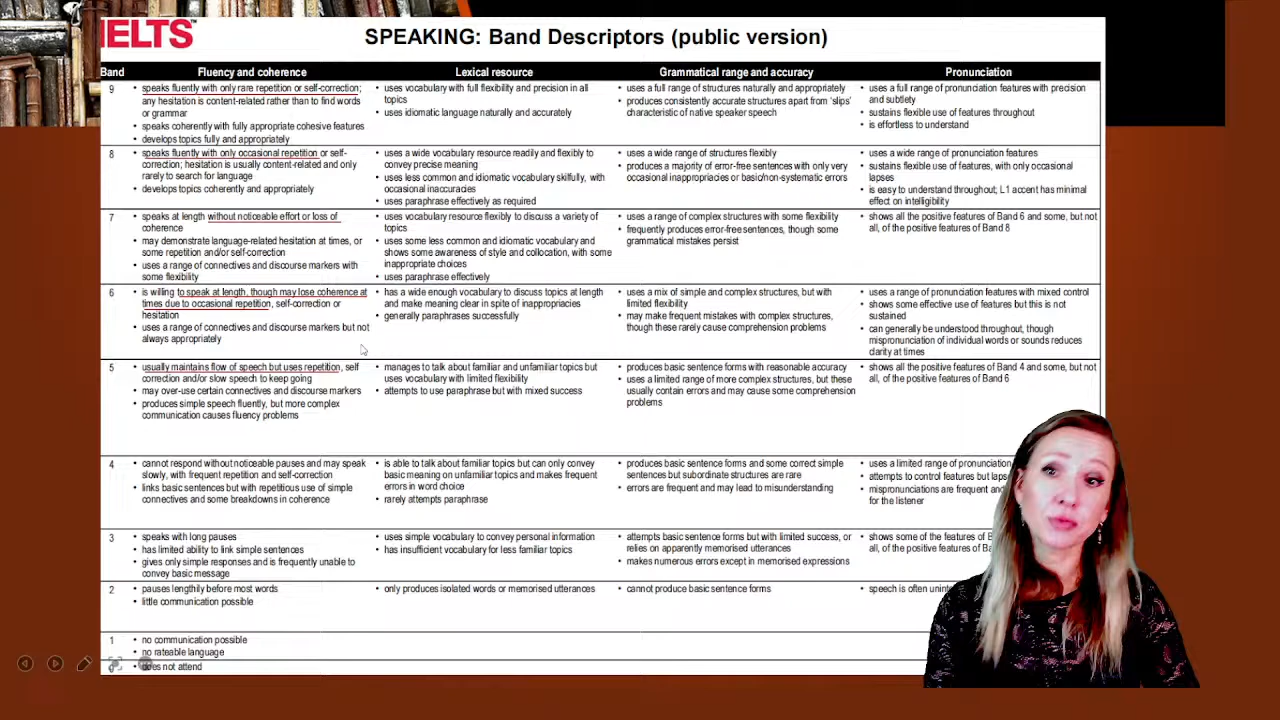 IELTS™
SPEAKING: Band Descriptors (public version)
Band Fluency and coherence Lexical resource Grammatical range and accuracy Pronunciation
9
• speaks fluently with only rare repetition or self-correction;
any hesitation is content-related rather than to find words
or grammar
• speaks coherently with fully appropriate cohesive features
• develops topics fully and appropriately
• uses vocabulary with full flexibility and precision in all
topics
• uses idiomatic language naturally and accurately
• uses a full range of structures naturally and appropriately
• produces consistently accurate structures apart from ‘slips’
characteristic of native speaker speech
• uses a full range of pronunciation features with precision
and subtlety
• sustains flexible use of features throughout
• is effortless to understand
8
• speaks fluently with only occasional repetition or self-
correction; hesitation is usually content-related and only
rarely to search for language
• develops topics coherently and appropriately
• uses a wide vocabulary resource readily and flexibly to
convey precise meaning
• uses less common and idiomatic vocabulary skilfully, with
occasional inaccuracies
• uses paraphrase effectively as required
• uses a wide range of structures flexibly
• produces a majority of error-free sentences with only very
occasional inappropriacies or basic/non-systematic errors
• uses a wide range of pronunciation features
• sustains flexible use of features, with only occasional
lapses
• is easy to understand throughout; L1 accent has minimal
effect on intelligibility
7
• speaks at length without noticeable effort or loss of
coherence
• may demonstrate language-related hesitation at times, or
some repetition and/or self-correction
• uses a range of connectives and discourse markers with
some flexibility
• uses vocabulary resource flexibly to discuss a variety of
topics
• uses some less common and idiomatic vocabulary and
shows some awareness of style and collocation, with some
inappropriate choices
• uses paraphrase effectively
• uses a range of complex structures with some flexibility
• frequently produces error-free sentences, though some
grammatical mistakes persist
• shows all the positive features of Band 6 and some, but not
all, of the positive features of Band 8
6
• is willing to speak at length, though may lose coherence at
times due to occasional repetition, self-correction or
hesitation
• uses a range of connectives and discourse markers but not
always appropriately
• has a wide enough vocabulary to discuss topics at length
and make meaning clear in spite of inappropriacies
• generally paraphrases successfully
• uses a mix of simple and complex structures, but with
limited flexibility
• may make frequent mistakes with complex structures,
though these rarely cause comprehension problems
• uses a range of pronunciation features with mixed control
• shows some effective use of features but this is not
sustained
• can generally be understood throughout, though
mispronunciation of individual words or sounds reduces
clarity at times
5
• usually maintains flow of speech but uses repetition, self
correction and/or slow speech to keep going
• may over-use certain connectives and discourse markers
• produces simple speech fluently, but more complex
communication causes fluency problems
• manages to talk about familiar and unfamiliar topics but
uses vocabulary with limited flexibility
• attempts to use paraphrase but with mixed success
• produces basic sentence forms with reasonable accuracy
• uses a limited range of more complex structures, but these
usually contain errors and may cause some comprehension
problems
• shows all the positive features of Band 4 and some, but not
all, of the positive features of Band 6
4
• cannot respond without noticeable pauses and may speak
slowly, with frequent repetition and self-correction
• links basic sentences but with repetitious use of simple
connectives and some breakdowns in coherence
• is able to talk about familiar topics but can only convey
basic meaning on unfamiliar topics and makes frequent
errors in word choice
• rarely attempts paraphrase
• produces basic sentence forms and some correct simple
sentences but subordinate structures are rare
• errors are frequent and may lead to misunderstanding
• uses a limited range of pronunciation
• attempts to control features but
• mispronunciations are frequent
for the listener
3
• speaks with long pauses
• has limited ability to link simple sentences
• gives only simple responses and is frequently unable to
convey basic message
• uses simple vocabulary to convey personal information
• has insufficient vocabulary for less familiar topics
• attempts basic sentence forms but with limited success, or
relies on apparently memorised utterances
• makes numerous errors except in memorised expressions
• shows some of the features of
all, of the positive features of
2
• pauses lengthily before most words
• little communication possible
• only produces isolated words or memorised utterances
• cannot produce basic sentence forms
• speech is often
1
• no communication possible
• no rateable language
• does not attend